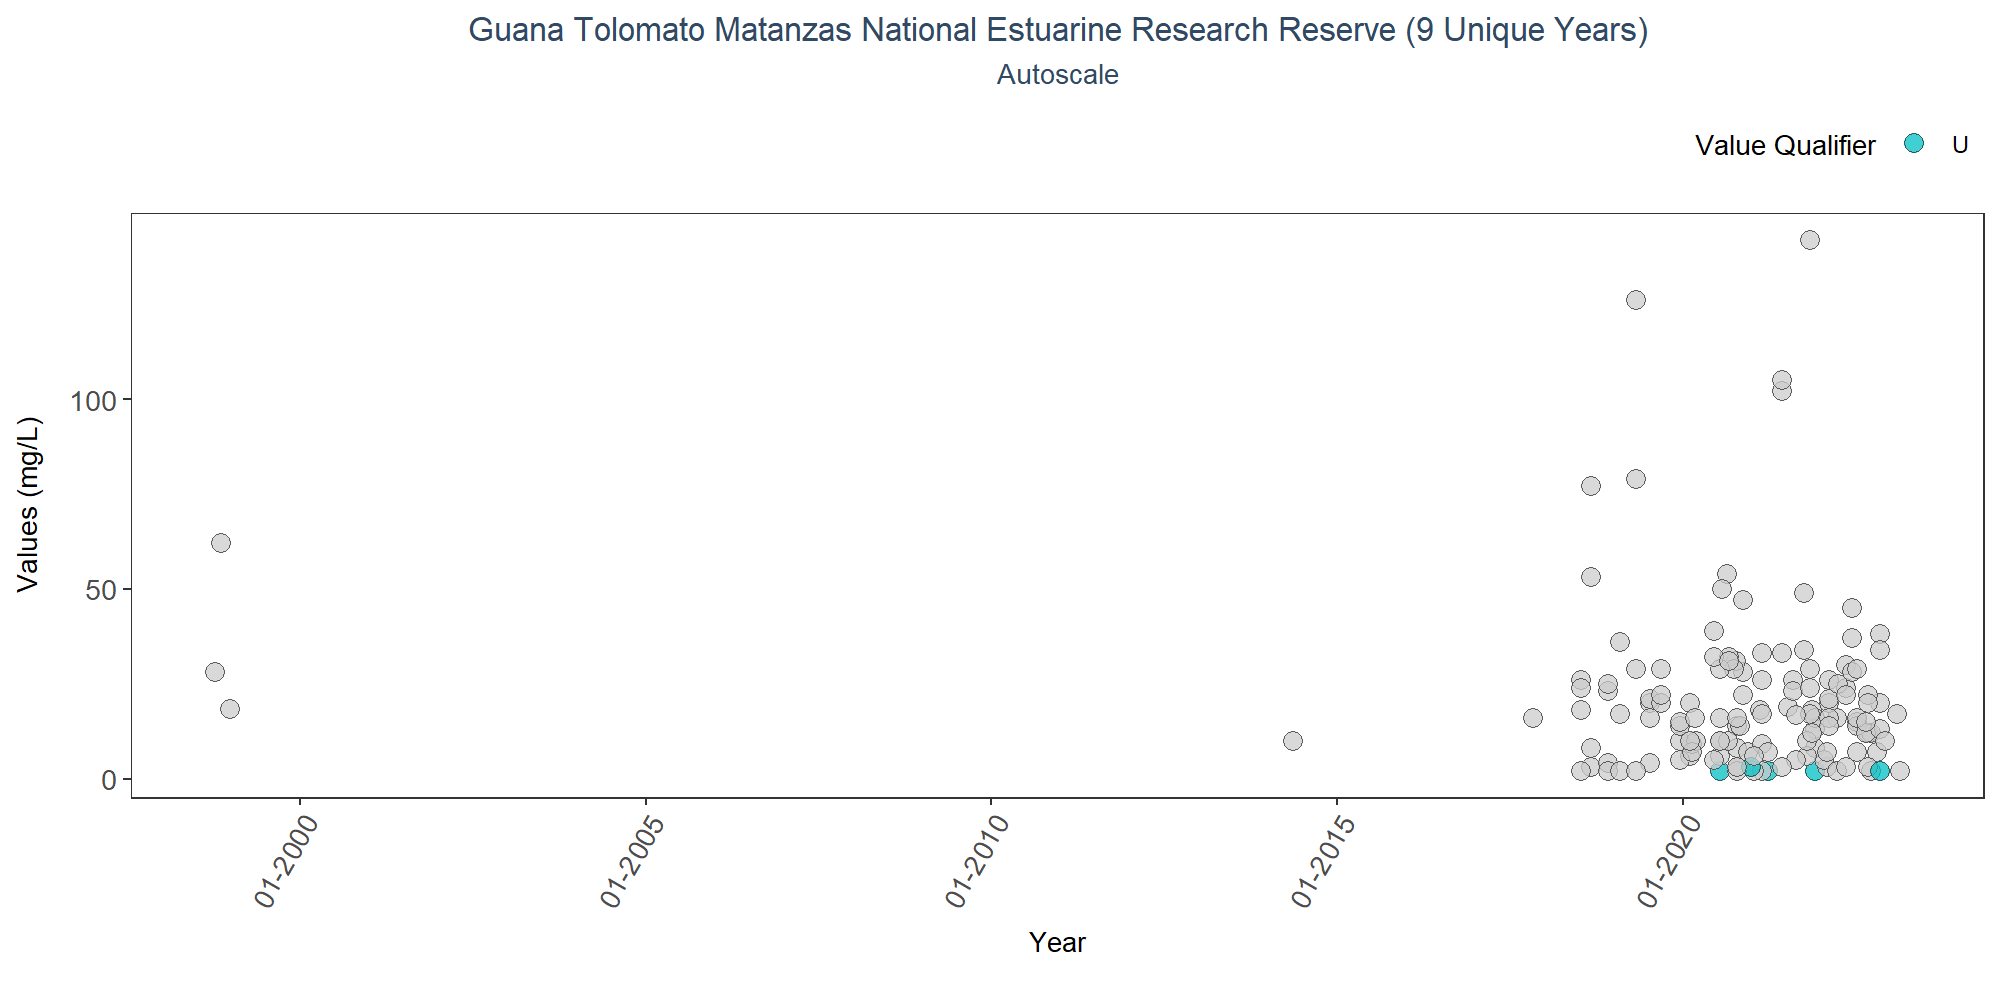 Guana Tolomato Matanzas National Estuarine Research Reserve (9 Unique Years)
Autoscale
Value Qualifier U
Values (mg/L)
100
50
0
01-2000 01-2005 01-2010 01-2015 01-2020
Year